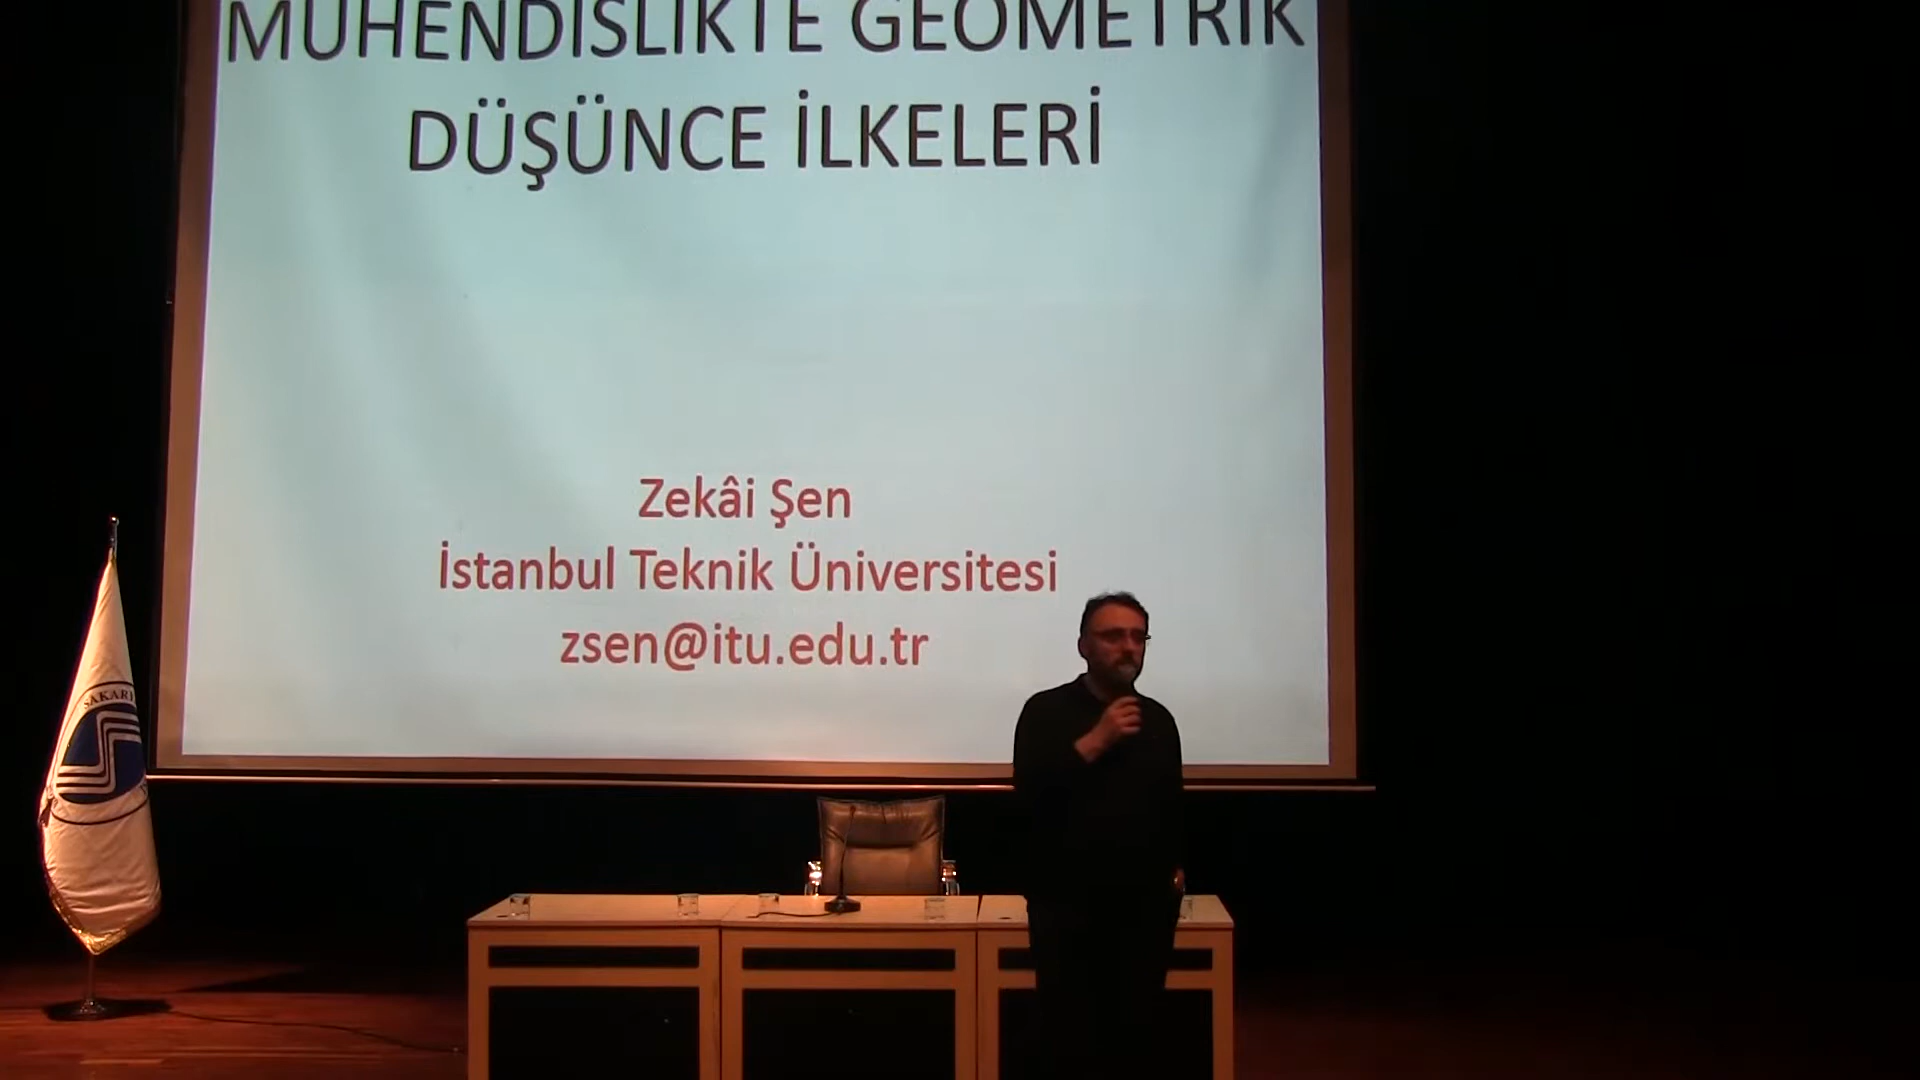 MÜHENDİSLİKTE GEOMETRİK
DÜŞÜNCE İLKELERİ
Zekâi Şen
İstanbul Teknik Üniversitesi
zsen@itu.edu.tr